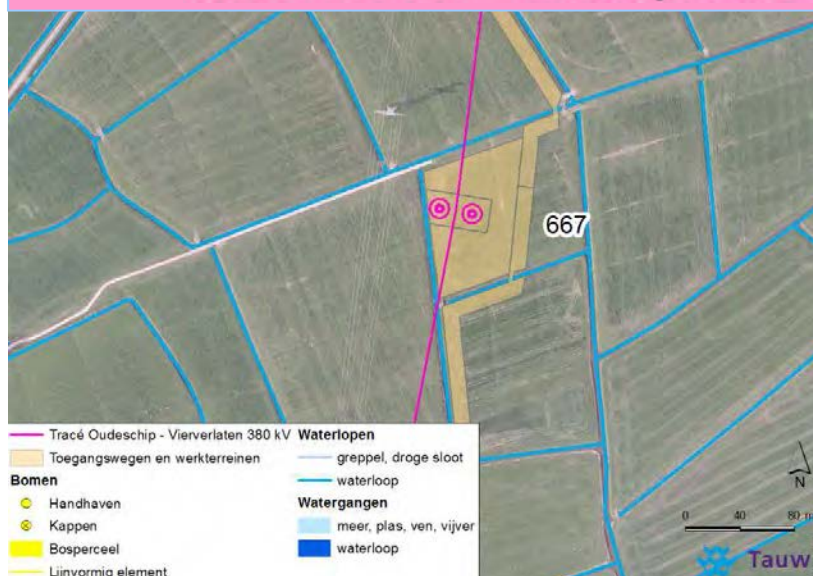 667
Tracé Oudeschip - Vierverlaten 380 kV
Toegangswegen en werkterreinen
Bomen
Handhaven
Kappen
Bosperceel
Lijnvormig element
Waterlopen
greppel, droge sloot
waterloop
Watergangen
meer, plas, ven, vijver
waterloop
N
0 40 80 m
Tauw